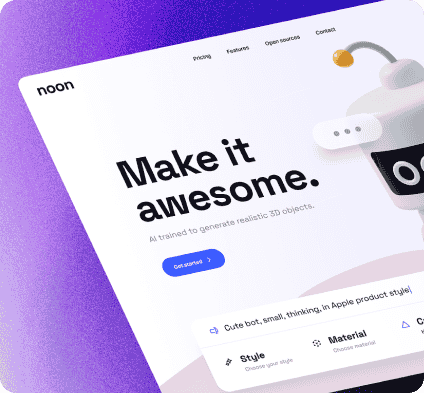 noon
Pricing
Features
Open sources
Contact
Make it
awesome.
AI trained to generate realistic 3D objects.
Get started
Cute bot, small, thinking, in Apple product style
Style
Choose your style
Material
Choose material